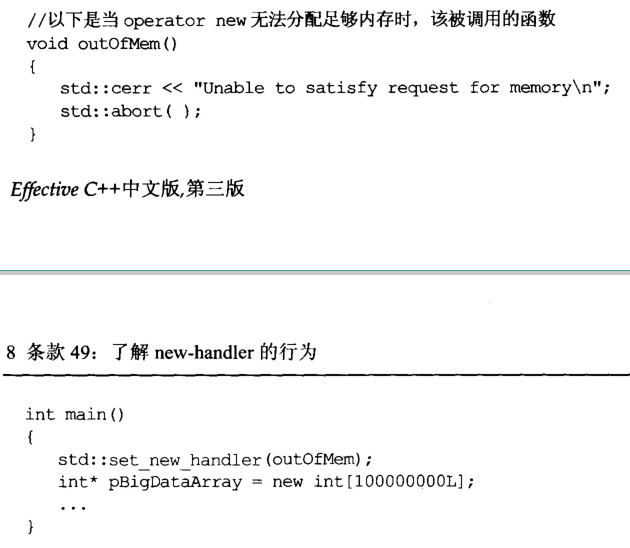 //以下是当 operator new 无法分配足够内存时，该被调用的函数
void outOfMem()
{
std::cerr << "Unable to satisfy request for memory\n";
std::abort( );
}
Effective C++中文版,第三版
8 条款 49：了解 new-handler 的行为
int main()
{
std::set_new_handler(outOfMem);
int* pBigDataArray = new int[100000000L];
...
}